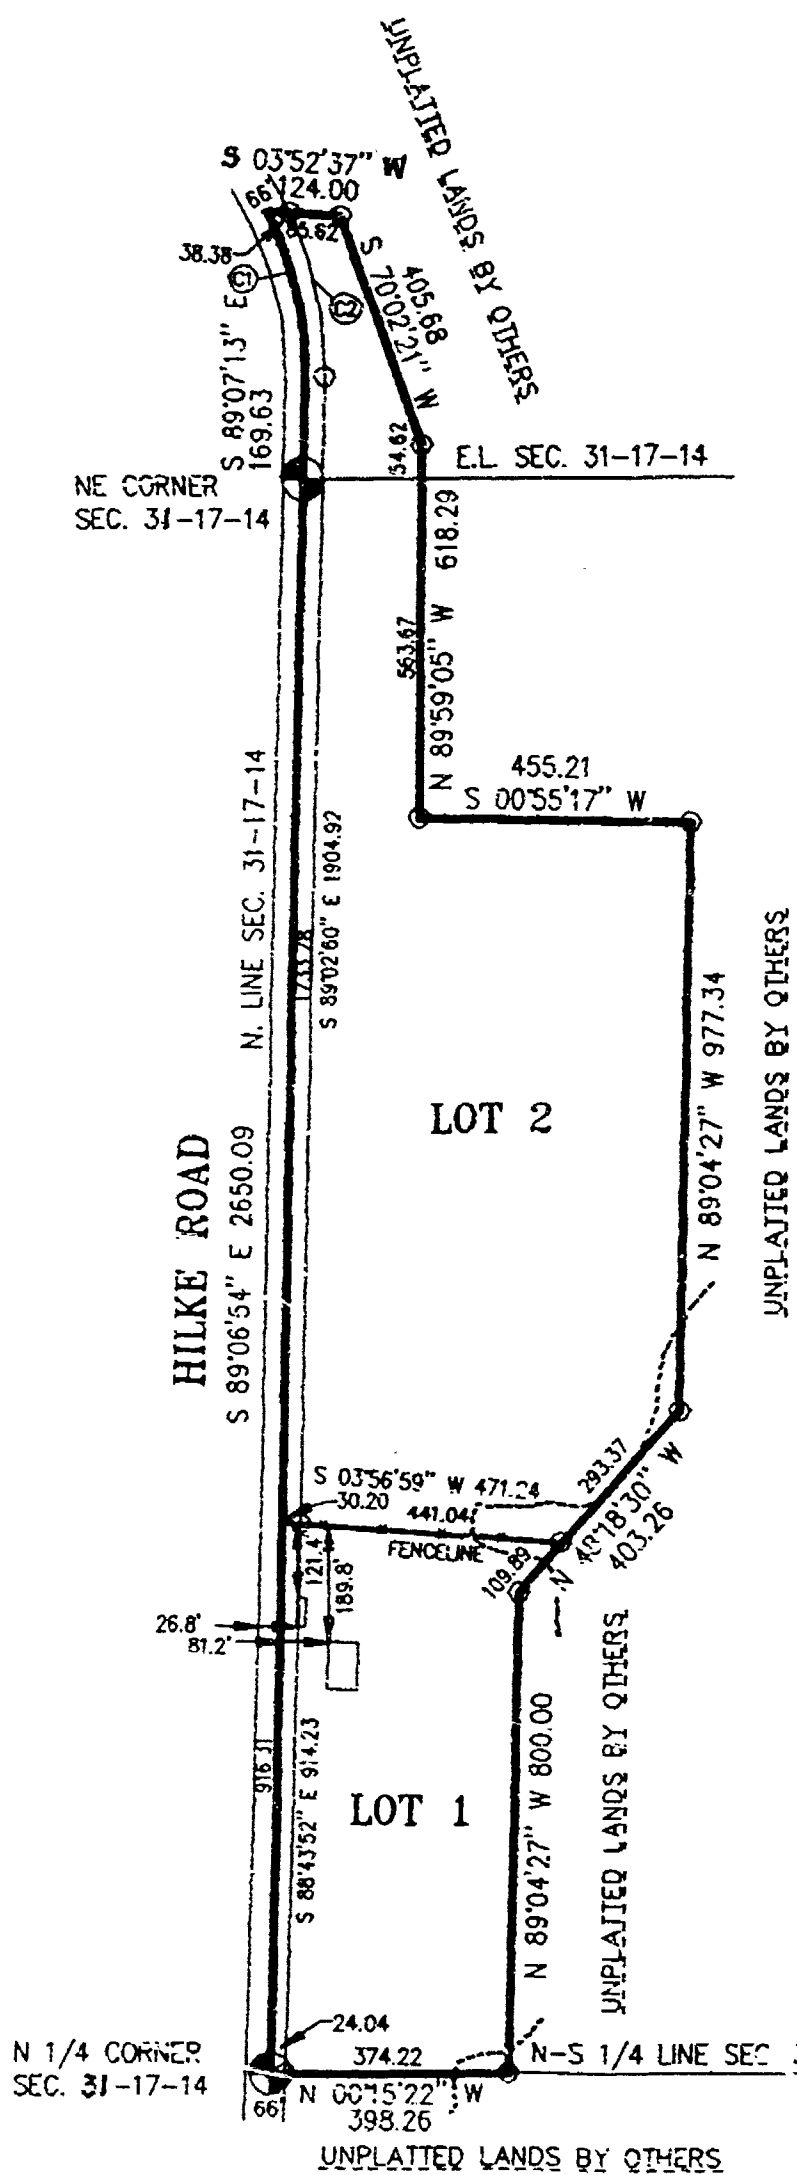 UNPLATTED LANDS BY OTHERS
S 03°52'37" W
66'
124.00
85.62
38.38
S 70°02'21" W
405.68
S 89°07'13" E
169.63
54.62
E.L. SEC. 31-17-14
NE CORNER
SEC. 31-17-14
N 89°59'05" W 618.29
563.67
455.21
S 00°55'17" W
N. LINE SEC. 31-17-14
S 89°02'60" E 1904.92
1733.78
UNPLATTED LANDS BY OTHERS
N 89°04'27" W 977.34
LOT 2
HILKE ROAD
S 89°06'54" E 2650.09
S 03°56'59" W 471.24
30.20
441.04
FENCELINE
293.37
18'30" W
403.26
109.89
N
121.4'
189.8'
26.8'
81.2'
916.31
S 88°43'52" E 914.23
LOT 1
N 89°04'27" W 800.00
UNPLATTED LANDS BY OTHERS
24.04
N 1/4 CORNER
SEC. 31-17-14
374.22
N-S 1/4 LINE SEC
66'
N 00°15'22" W
398.26
UNPLATTED LANDS BY OTHERS